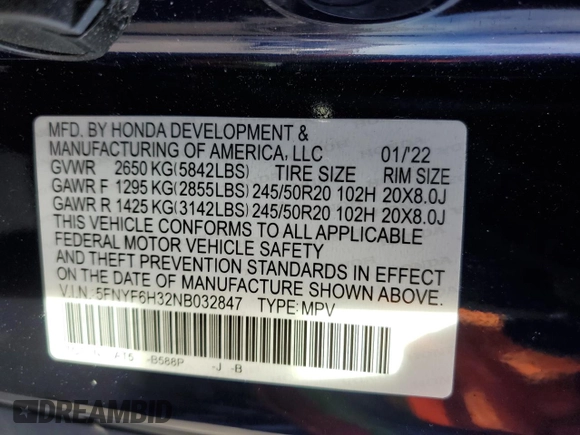 MFD. BY HONDA DEVELOPMENT &
MANUFACTURING OF AMERICA, LLC 01/'22
GVWR 2650 KG(5842LBS) TIRE SIZE RIM SIZE
GAWR F 1295 KG(2855LBS) 245/50R20 102H 20X8.0J
GAWR R 1425 KG(3142LBS) 245/50R20 102H 20X8.0J
THIS VEHICLE CONFORMS TO ALL APPLICABLE
FEDERAL MOTOR VEHICLE SAFETY
AND THEFT PREVENTION STANDARDS IN EFFECT
ON THE DATE OF MANUFACTURE SHOWN ABOVE.
V.I.N. 5FNYF6H32NB032847 TYPE: MPV
A15 -B588P -J -B
DREAMBID